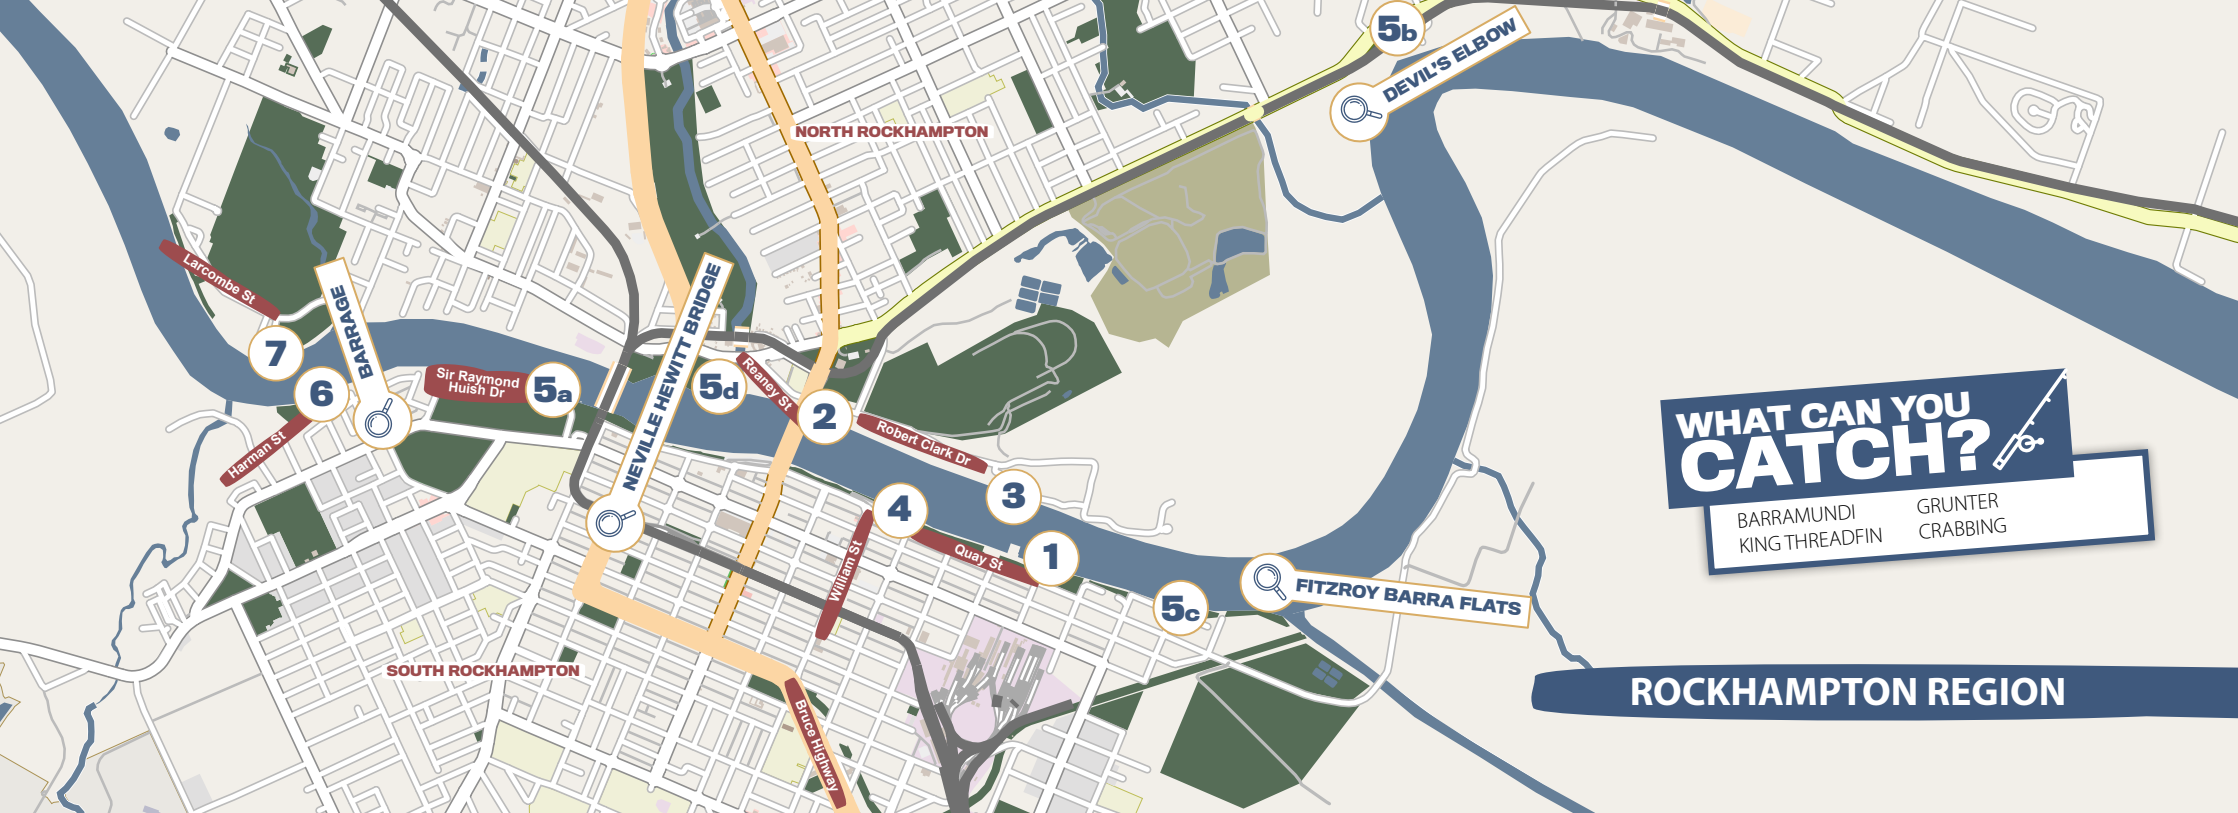 5b
DEVIL'S ELBOW
NORTH ROCKHAMPTON
Larcombe St
BARRAGE
NEVILLE HEWITT BRIDGE
7
6
Sir Raymond
Huish Dr
5a
5d
Reaney St
2
Robert Clark Dr
Harman St
3
4
William St
Quay St
1
5c
FITZROY BARRA FLATS
WHAT CAN YOU
CATCH?
BARRAMUNDI
KING THREADFIN
GRUNTER
CRABBING
SOUTH ROCKHAMPTON
Bruce Highway
ROCKHAMPTON REGION